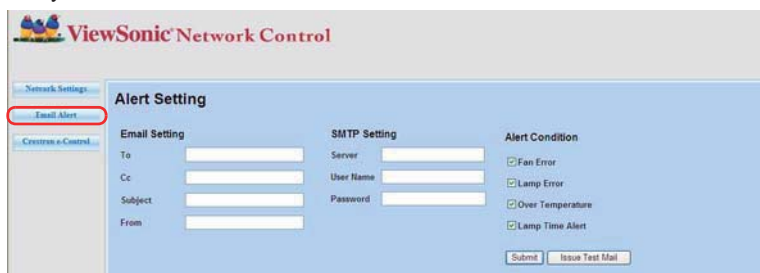 ViewSonic® Network Control
Network Settings
Email Alert
Crestron e-Control
Alert Setting
Email Setting
To
Cc
Subject
From
SMTP Setting
Server
User Name
Password
Alert Condition
Fan Error
Lamp Error
Over Temperature
Lamp Time Alert
Submit
Issue Test Mail